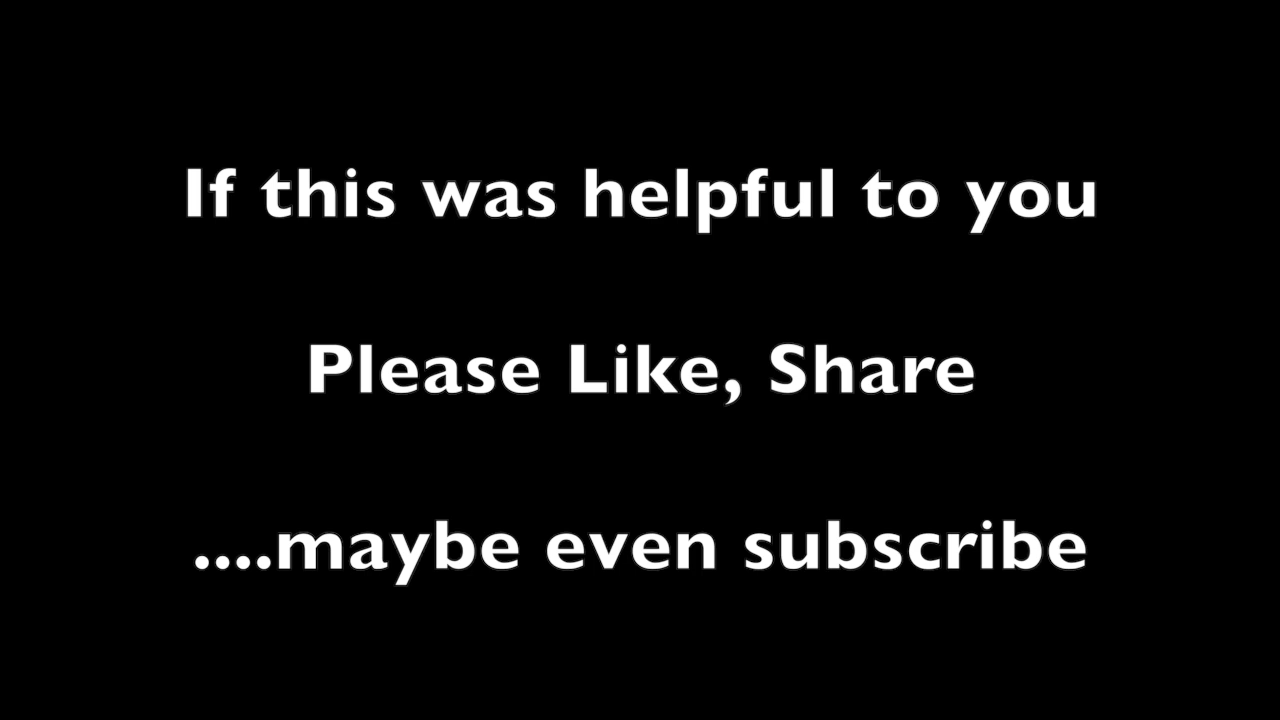 If this was helpful to you
Please Like, Share
....maybe even subscribe